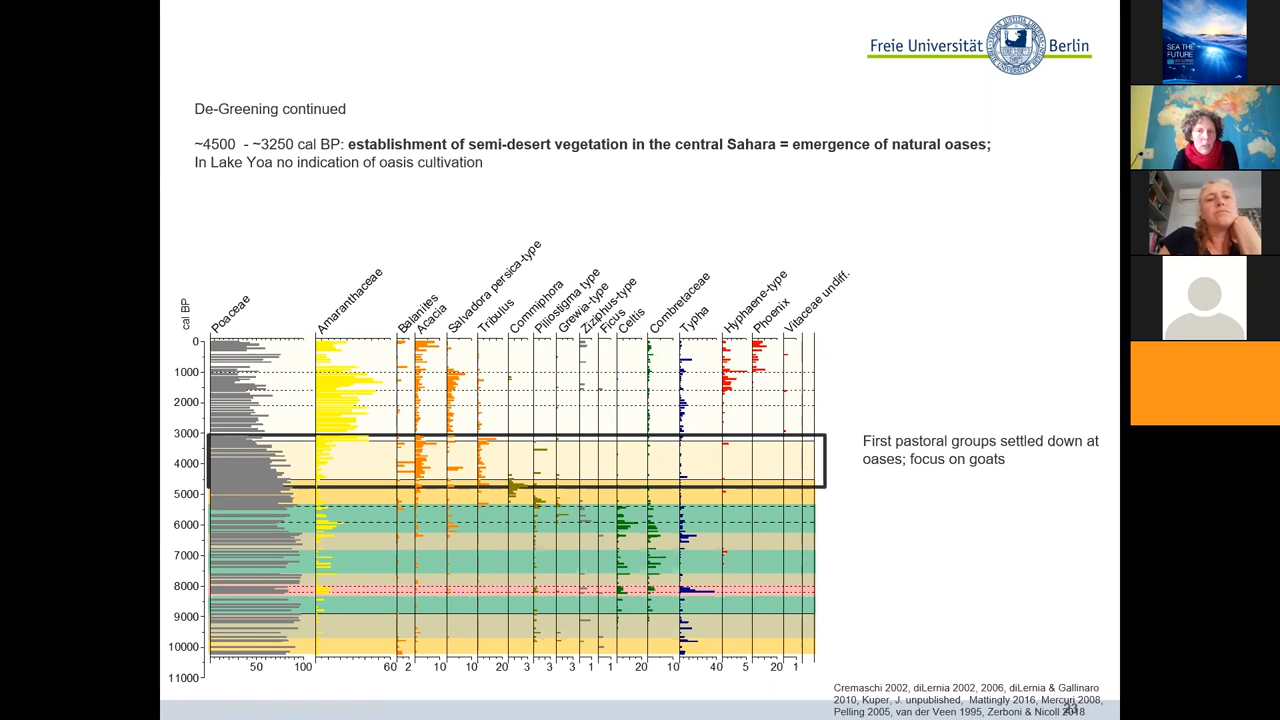 Freie Universität Berlin
De-Greening continued
~4500 - ~3250 cal BP: establishment of semi-desert vegetation in the central Sahara = emergence of natural oases;
In Lake Yoa no indication of oasis cultivation
cal BP
Poaceae
Amaranthaceae
Balanites
Acacia
Salvadora persica-type
Tribulus
Commiphora
Piliostigma type
Grewia-type
Ziziphus-type
Ficus
Celtis
Combretaceae
Typha
Hyphaene-type
Phoenix
Vitaceae undiff.
0
1000
2000
3000
4000
5000
6000
7000
8000
9000
10000
11000
50 100 60 2 10 10 20 10 3 3 1 1 20 10 40 5 20 1
First pastoral groups settled down at
oases; focus on goats
Cremaschi 2002, diLernia 2002, 2006, diLernia & Gallinaro
2010, Kuper, J. unpublished, Mattingly 2016, Mercuri 2008,
Pelling 2005, van der Veen 1995, Zerboni & Nicoll 2018
SEA THE
FUTURE